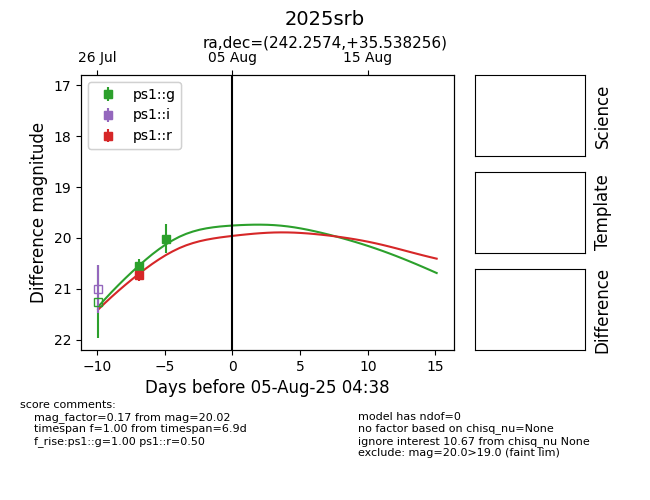 2025srb
ra,dec=(242.2574,+35.538256)
26 Jul
05 Aug
15 Aug
17
18
19
20
21
22
Difference magnitude
ps1::g
ps1::i
ps1::r
−10
−5
0
5
10
15
Days before 05-Aug-25 04:38
Science
Template
Difference
score comments:
mag_factor=0.17 from mag=20.02
timespan f=1.00 from timespan=6.9d
f_rise:ps1::g=1.00 ps1::r=0.50
model has ndof=0
no factor based on chisq_nu=None
ignore interest 10.67 from chisq_nu None
exclude: mag=20.0>19.0 (faint lim)